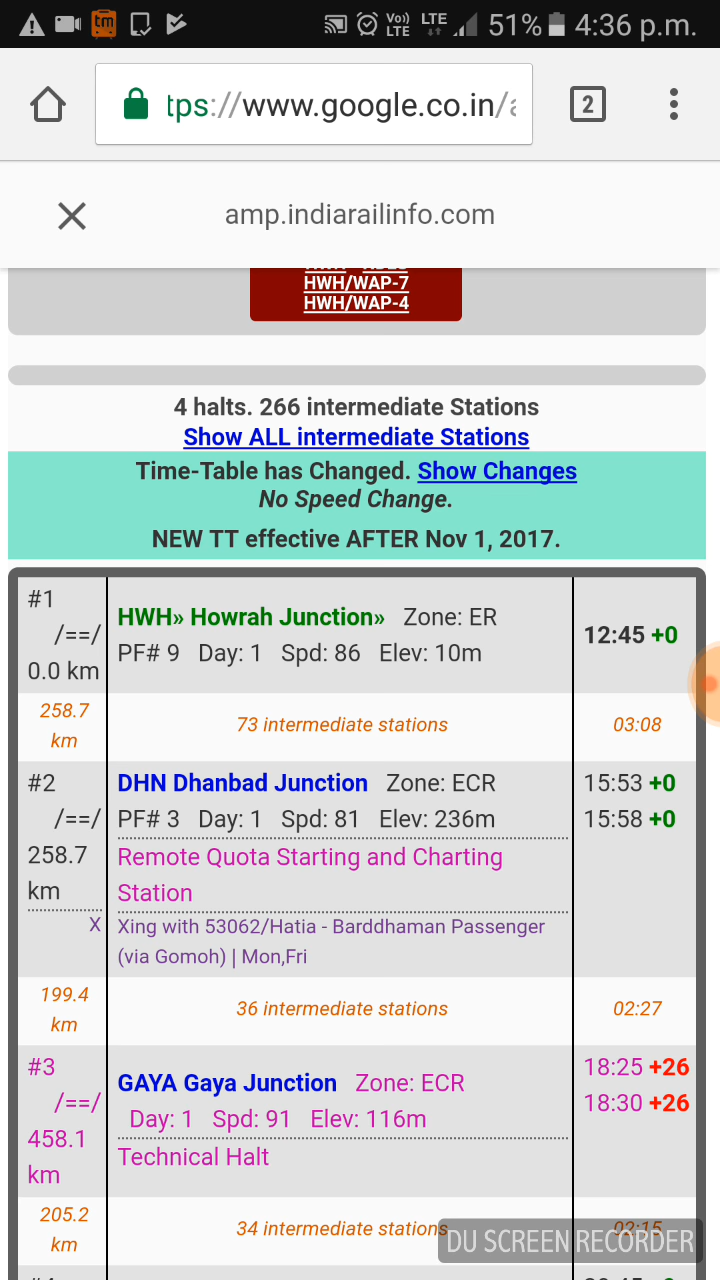 tm Vo)) LTE LTE 51% 4:36 p.m.
tps://www.google.co.in/a 2
amp.indiarailinfo.com
HWH/WAP-7
HWH/WAP-4
4 halts. 266 intermediate Stations
Show ALL intermediate Stations
Time-Table has Changed. Show Changes
No Speed Change.
NEW TT effective AFTER Nov 1, 2017.
#1
/==/
0.0 km
HWH» Howrah Junction» Zone: ER
PF# 9 Day: 1 Spd: 86 Elev: 10m
12:45 +0
258.7
km
73 intermediate stations
03:08
#2
/==/
258.7
km
X
DHN Dhanbad Junction Zone: ECR
PF# 3 Day: 1 Spd: 81 Elev: 236m
Remote Quota Starting and Charting
Station
Xing with 53062/Hatia - Barddhaman Passenger
(via Gomoh) | Mon,Fri
15:53 +0
15:58 +0
199.4
km
36 intermediate stations
02:27
#3
/==/
458.1
km
GAYA Gaya Junction Zone: ECR
Day: 1 Spd: 91 Elev: 116m
Technical Halt
18:25 +26
18:30 +26
205.2
km
34 intermediate stations
02:15
DU SCREEN RECORDER